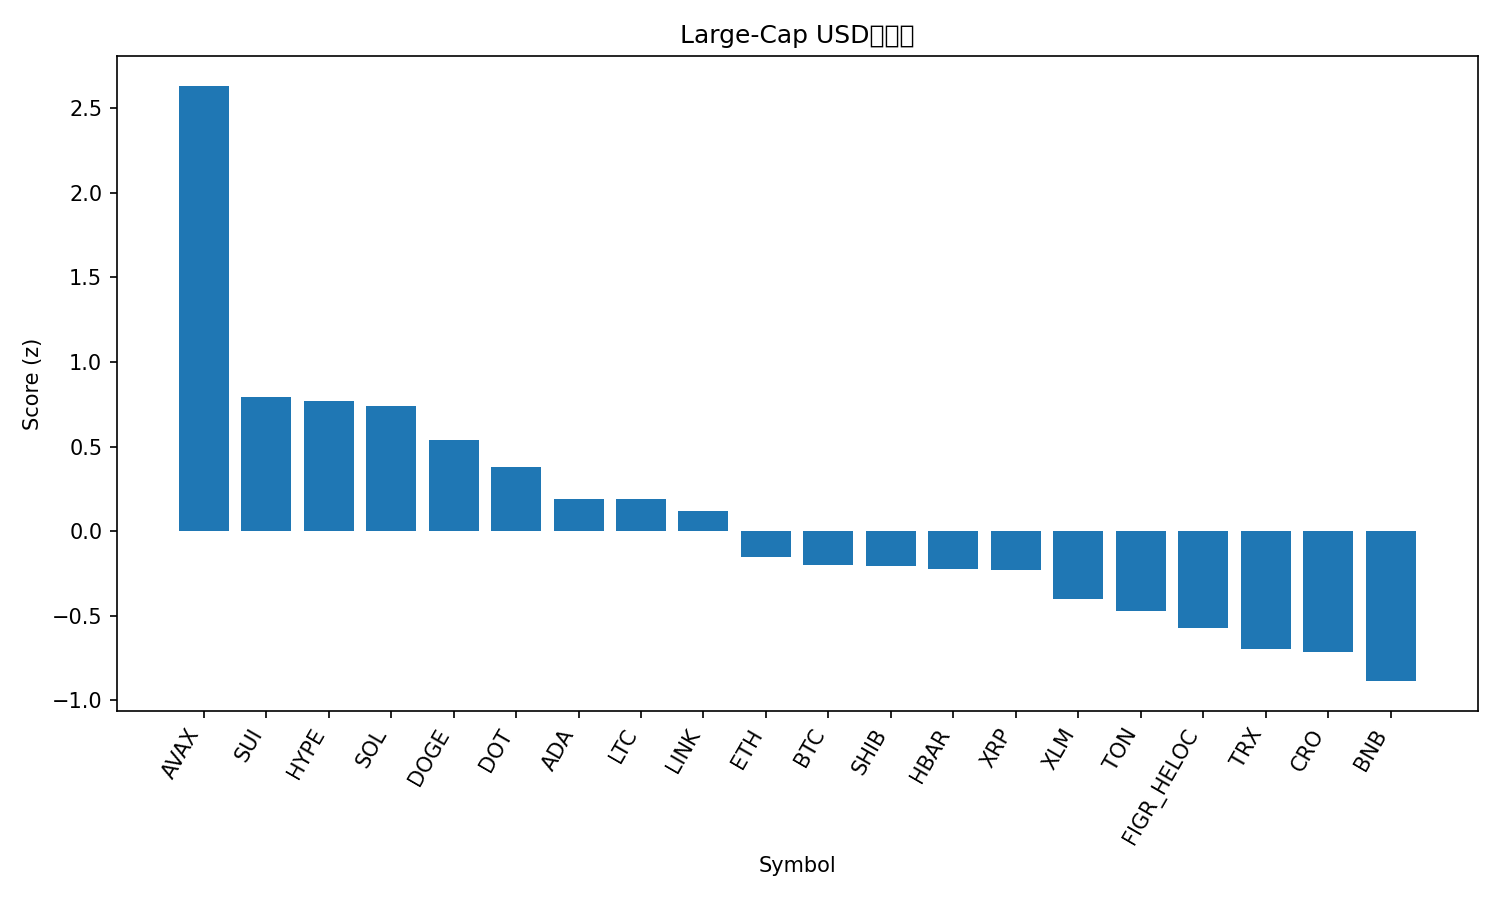 Large-Cap USD
Score (z)
2.5
2.0
1.5
1.0
0.5
0.0
−0.5
−1.0
AVAX
SUI
HYPE
SOL
DOGE
DOT
ADA
LTC
LINK
ETH
BTC
SHIB
HBAR
XRP
XLM
TON
FIGR_HELOC
TRX
CRO
BNB
Symbol